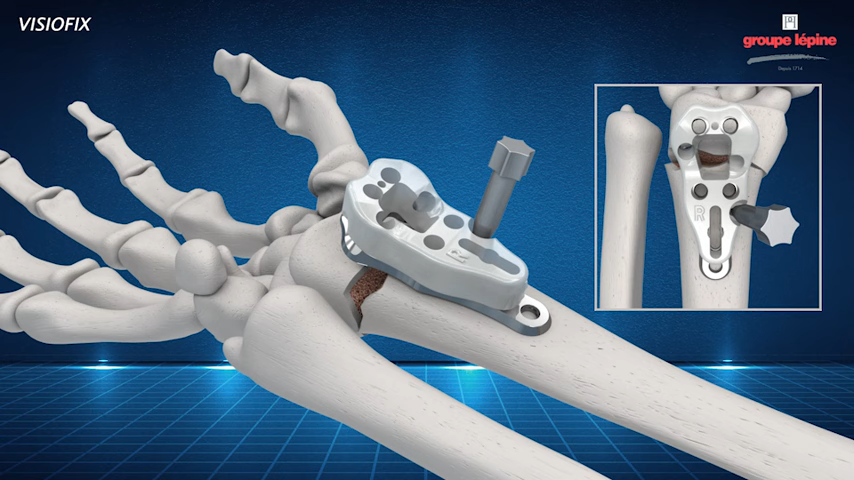 VISIOFIX
groupe lépine
Depuis 1714
R
R